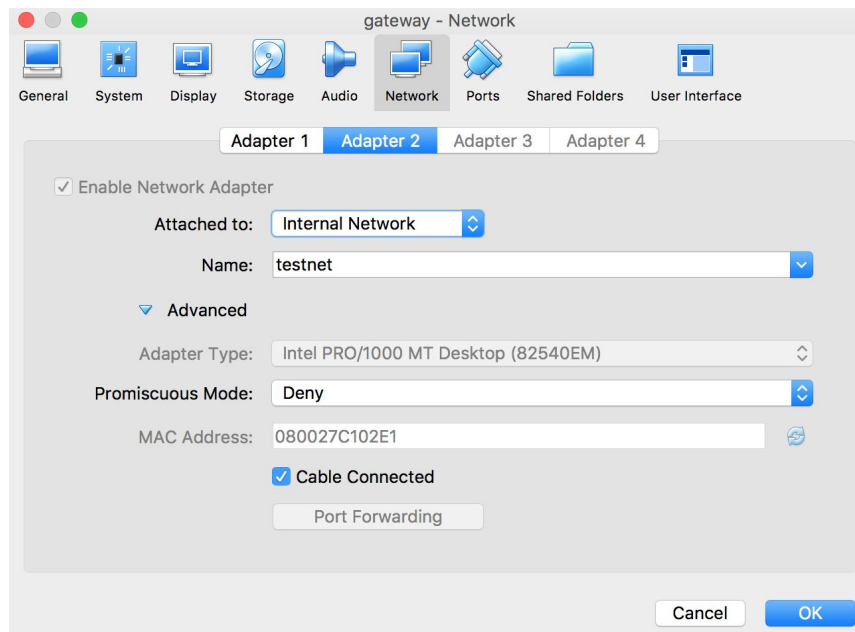 gateway - Network
General System Display Storage Audio Network Ports Shared Folders User Interface
Adapter 1 Adapter 2 Adapter 3 Adapter 4
Enable Network Adapter
Attached to: Internal Network
Name: testnet
Advanced
Adapter Type: Intel PRO/1000 MT Desktop (82540EM)
Promiscuous Mode: Deny
MAC Address: 080027C102E1
Cable Connected
Port Forwarding
Cancel OK